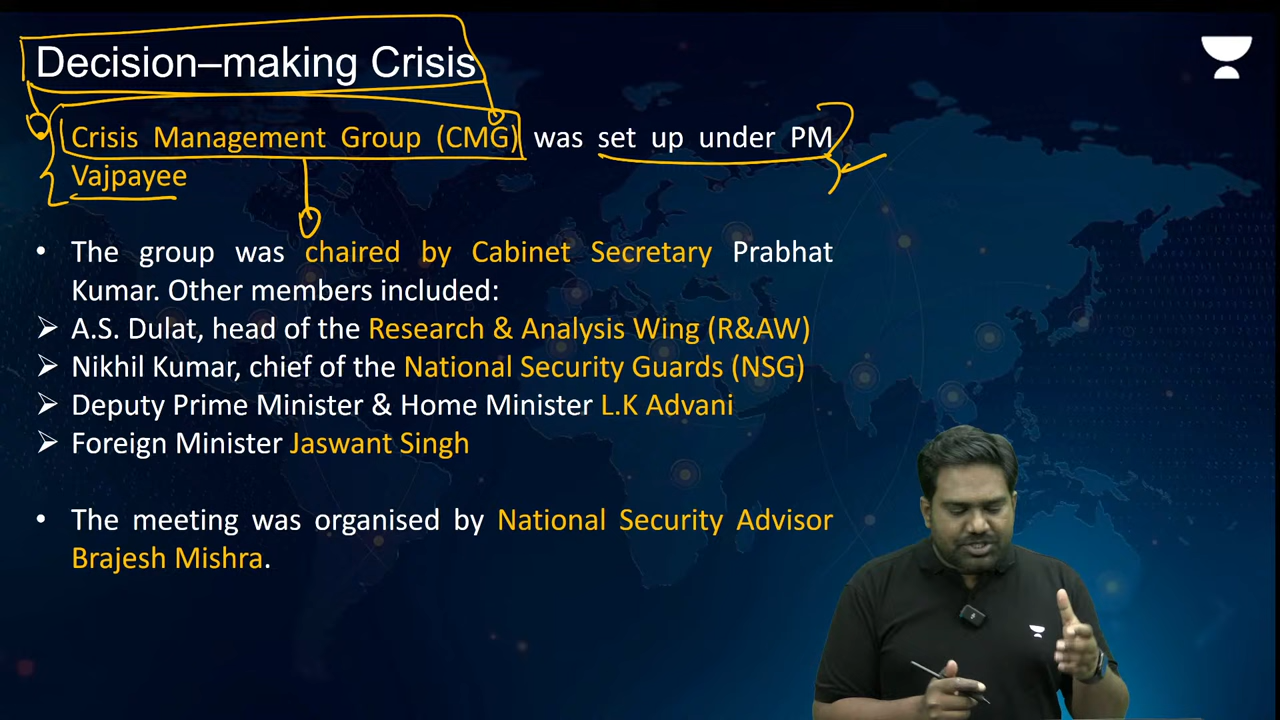 Decision–making Crisis
Crisis Management Group (CMG) was set up under PM
Vajpayee
• The group was chaired by Cabinet Secretary Prabhat
Kumar. Other members included:
➢ A.S. Dulat, head of the Research & Analysis Wing (R&AW)
➢ Nikhil Kumar, chief of the National Security Guards (NSG)
➢ Deputy Prime Minister & Home Minister L.K Advani
➢ Foreign Minister Jaswant Singh
• The meeting was organised by National Security Advisor
Brajesh Mishra.